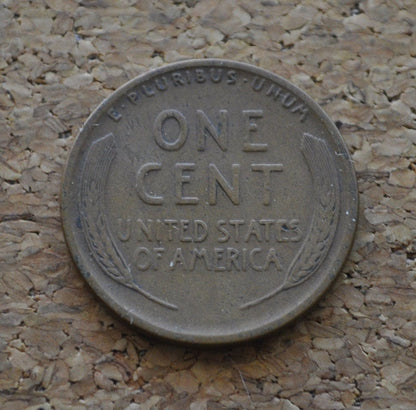 E·PLURIBUS·UNUM
ONE
CENT
UNITED STATES
OF AMERICA